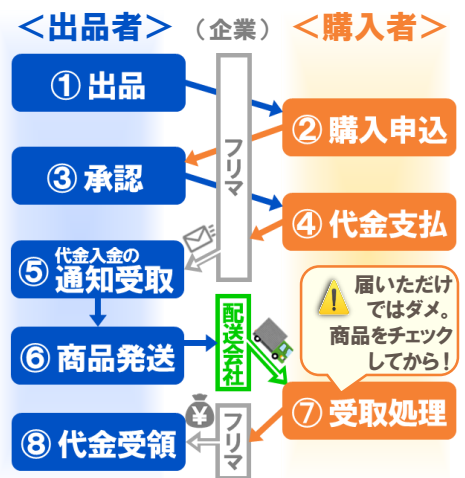 ＜出品者＞
（企業）
＜購入者＞
①出品
フリマ
②購入申込
③承認
④代金支払
⑤代金入金の
通知受取
届いただけ
ではダメ。
商品をチェック
してから！
配送会社
⑥商品発送
⑦受取処理
¥
フリマ
⑧代金受領